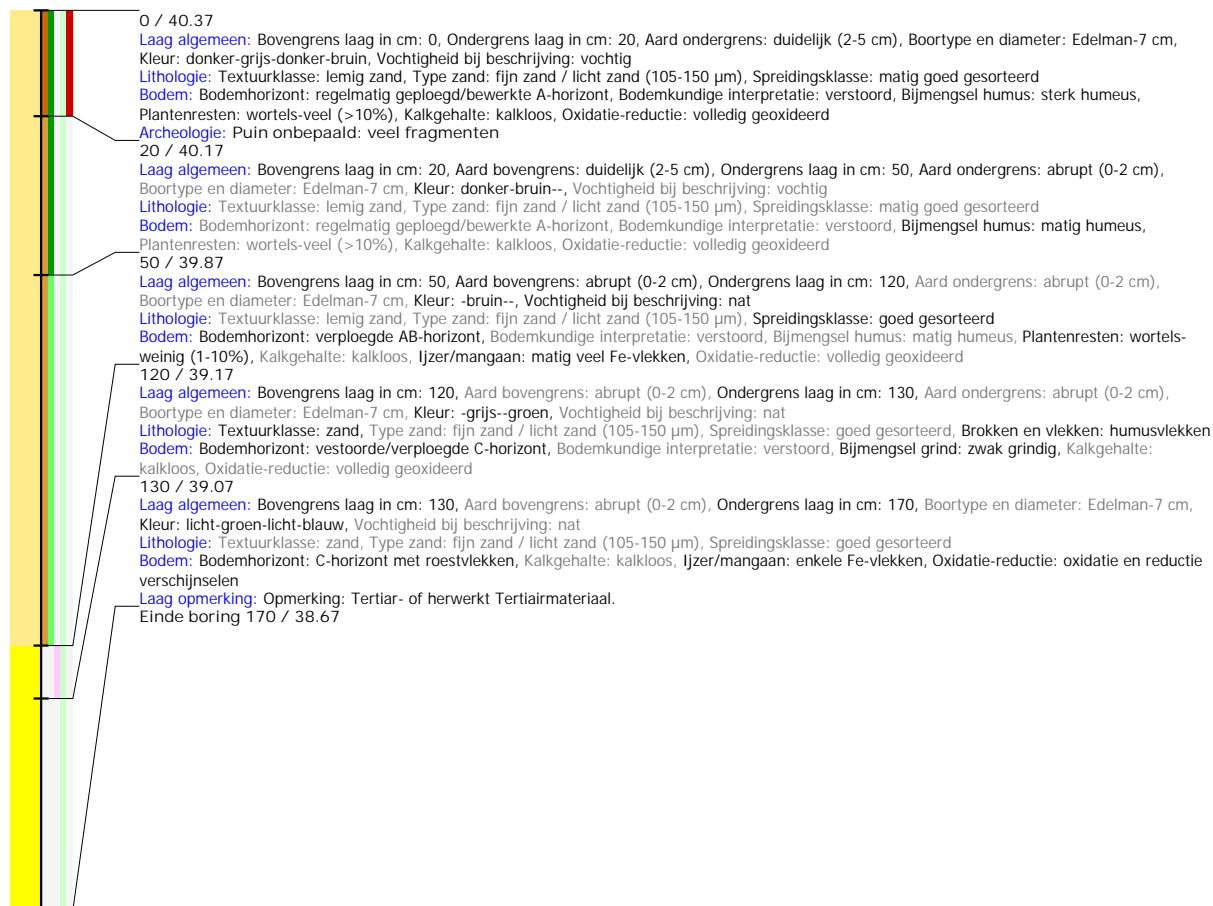 0 / 40.37
Laag algemeen: Bovengrens laag in cm: 0, Ondergrens laag in cm: 20, Aard ondergrens: duidelijk (2-5 cm), Boortype en diameter: Edelman-7 cm,
Kleur: donker-grijs-donker-bruin, Vochtigheid bij beschrijving: vochtig
Lithologie: Textuurklasse: lemig zand, Type zand: fijn zand / licht zand (105-150 µm), Spreidingsklasse: matig goed gesorteerd
Bodem: Bodemhorizont: regelmatig geploegd/bewerkte A-horizont, Bodemkundige interpretatie: verstoord, Bijmengsel humus: sterk humeus,
Plantenresten: wortels-veel (>10%), Kalkgehalte: kalkloos, Oxidatie-reductie: volledig geoxideerd
Archeologie: Puin onbepaald: veel fragmenten
20 / 40.17
Laag algemeen: Bovengrens laag in cm: 20, Aard bovengrens: duidelijk (2-5 cm), Ondergrens laag in cm: 50, Aard ondergrens: abrupt (0-2 cm),
Boortype en diameter: Edelman-7 cm, Kleur: donker-bruin--, Vochtigheid bij beschrijving: vochtig
Lithologie: Textuurklasse: lemig zand, Type zand: fijn zand / licht zand (105-150 µm), Spreidingsklasse: matig goed gesorteerd
Bodem: Bodemhorizont: regelmatig geploegd/bewerkte A-horizont, Bodemkundige interpretatie: verstoord, Bijmengsel humus: matig humeus,
Plantenresten: wortels-veel (>10%), Kalkgehalte: kalkloos, Oxidatie-reductie: volledig geoxideerd
50 / 39.87
Laag algemeen: Bovengrens laag in cm: 50, Aard bovengrens: abrupt (0-2 cm), Ondergrens laag in cm: 120, Aard ondergrens: abrupt (0-2 cm),
Boortype en diameter: Edelman-7 cm, Kleur: -bruin--, Vochtigheid bij beschrijving: nat
Lithologie: Textuurklasse: lemig zand, Type zand: fijn zand / licht zand (105-150 µm), Spreidingsklasse: goed gesorteerd
Bodem: Bodemhorizont: verploegde AB-horizont, Bodemkundige interpretatie: verstoord, Bijmengsel humus: matig humeus, Plantenresten: wortels-
weinig (1-10%), Kalkgehalte: kalkloos, Ijzer/mangaan: matig veel Fe-vlekken, Oxidatie-reductie: volledig geoxideerd
120 / 39.17
Laag algemeen: Bovengrens laag in cm: 120, Aard bovengrens: abrupt (0-2 cm), Ondergrens laag in cm: 130, Aard ondergrens: abrupt (0-2 cm),
Boortype en diameter: Edelman-7 cm, Kleur: -grijs--groen, Vochtigheid bij beschrijving: nat
Lithologie: Textuurklasse: zand, Type zand: fijn zand / licht zand (105-150 µm), Spreidingsklasse: goed gesorteerd, Brokken en vlekken: humusvlekken
Bodem: Bodemhorizont: vestoorde/verploegde C-horizont, Bodemkundige interpretatie: verstoord, Bijmengsel grind: zwak grindig, Kalkgehalte:
kalkloos, Oxidatie-reductie: volledig geoxideerd
130 / 39.07
Laag algemeen: Bovengrens laag in cm: 130, Aard bovengrens: abrupt (0-2 cm), Ondergrens laag in cm: 170, Boortype en diameter: Edelman-7 cm,
Kleur: licht-groen-licht-blauw, Vochtigheid bij beschrijving: nat
Lithologie: Textuurklasse: zand, Type zand: fijn zand / licht zand (105-150 µm), Spreidingsklasse: goed gesorteerd
Bodem: Bodemhorizont: C-horizont met roestvlekken, Kalkgehalte: kalkloos, Ijzer/mangaan: enkele Fe-vlekken, Oxidatie-reductie: oxidatie en reductie
verschijnselen
Laag opmerking: Opmerking: Tertiar- of herwerkt Tertiairmateriaal.
Einde boring 170 / 38.67